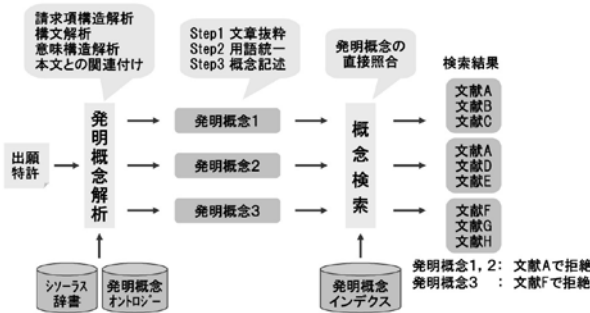 請求項構造解析
構文解析
意味構造解析
本文との関連付け
Step1 文章抜粋
Step2 用語統一
Step3 概念記述
発明概念の
直接照合
検索結果
出願
特許
発明概念解析
発明概念1
発明概念2
発明概念3
概念検索
文献A
文献B
文献C
文献A
文献D
文献E
文献F
文献G
文献H
シソーラス
辞書
発明概念
オントロジー
発明概念
インデクス
発明概念1, 2: 文献Aで拒絶
発明概念3 : 文献Fで拒絶